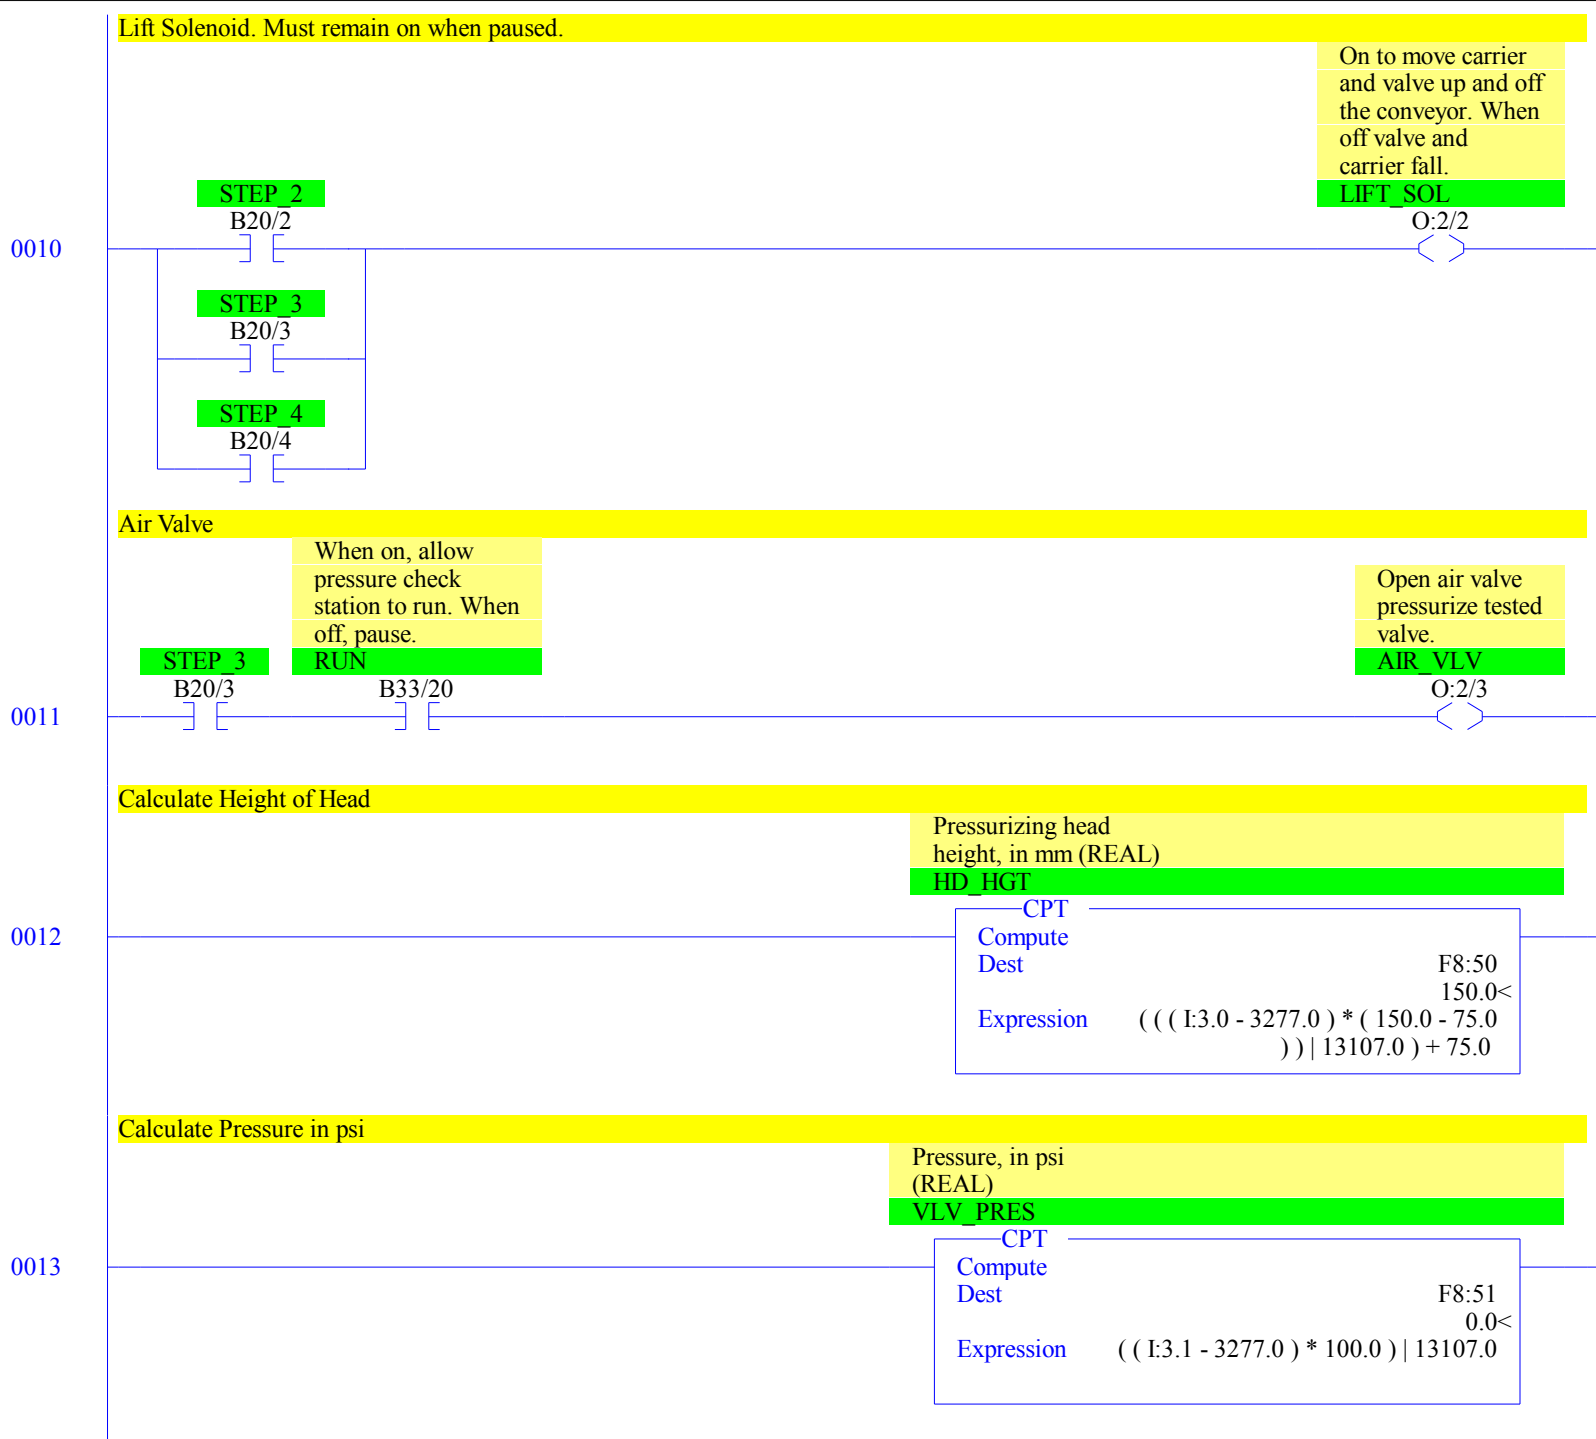 Lift Solenoid. Must remain on when paused.
On to move carrier
and valve up and off
the conveyor. When
off valve and
carrier fall.
LIFT_SOL
O:2/2
STEP_2
B20/2
0010
STEP_3
B20/3
STEP_4
B20/4
Air Valve
When on, allow
pressure check
station to run. When
off, pause.
RUN
B33/20
STEP_3
B20/3
Open air valve
pressurize tested
valve.
AIR_VLV
O:2/3
0011
Calculate Height of Head
Pressurizing head
height, in mm (REAL)
HD_HGT
CPT
0012
Compute
Dest F8:50
150.0<
Expression ( ( ( I:3.0 - 3277.0 ) * ( 150.0 - 75.0
) ) | 13107.0 ) + 75.0
Calculate Pressure in psi
Pressure, in psi
(REAL)
VLV_PRES
CPT
0013
Compute
Dest F8:51
0.0<
Expression ( ( I:3.1 - 3277.0 ) * 100.0 ) | 13107.0